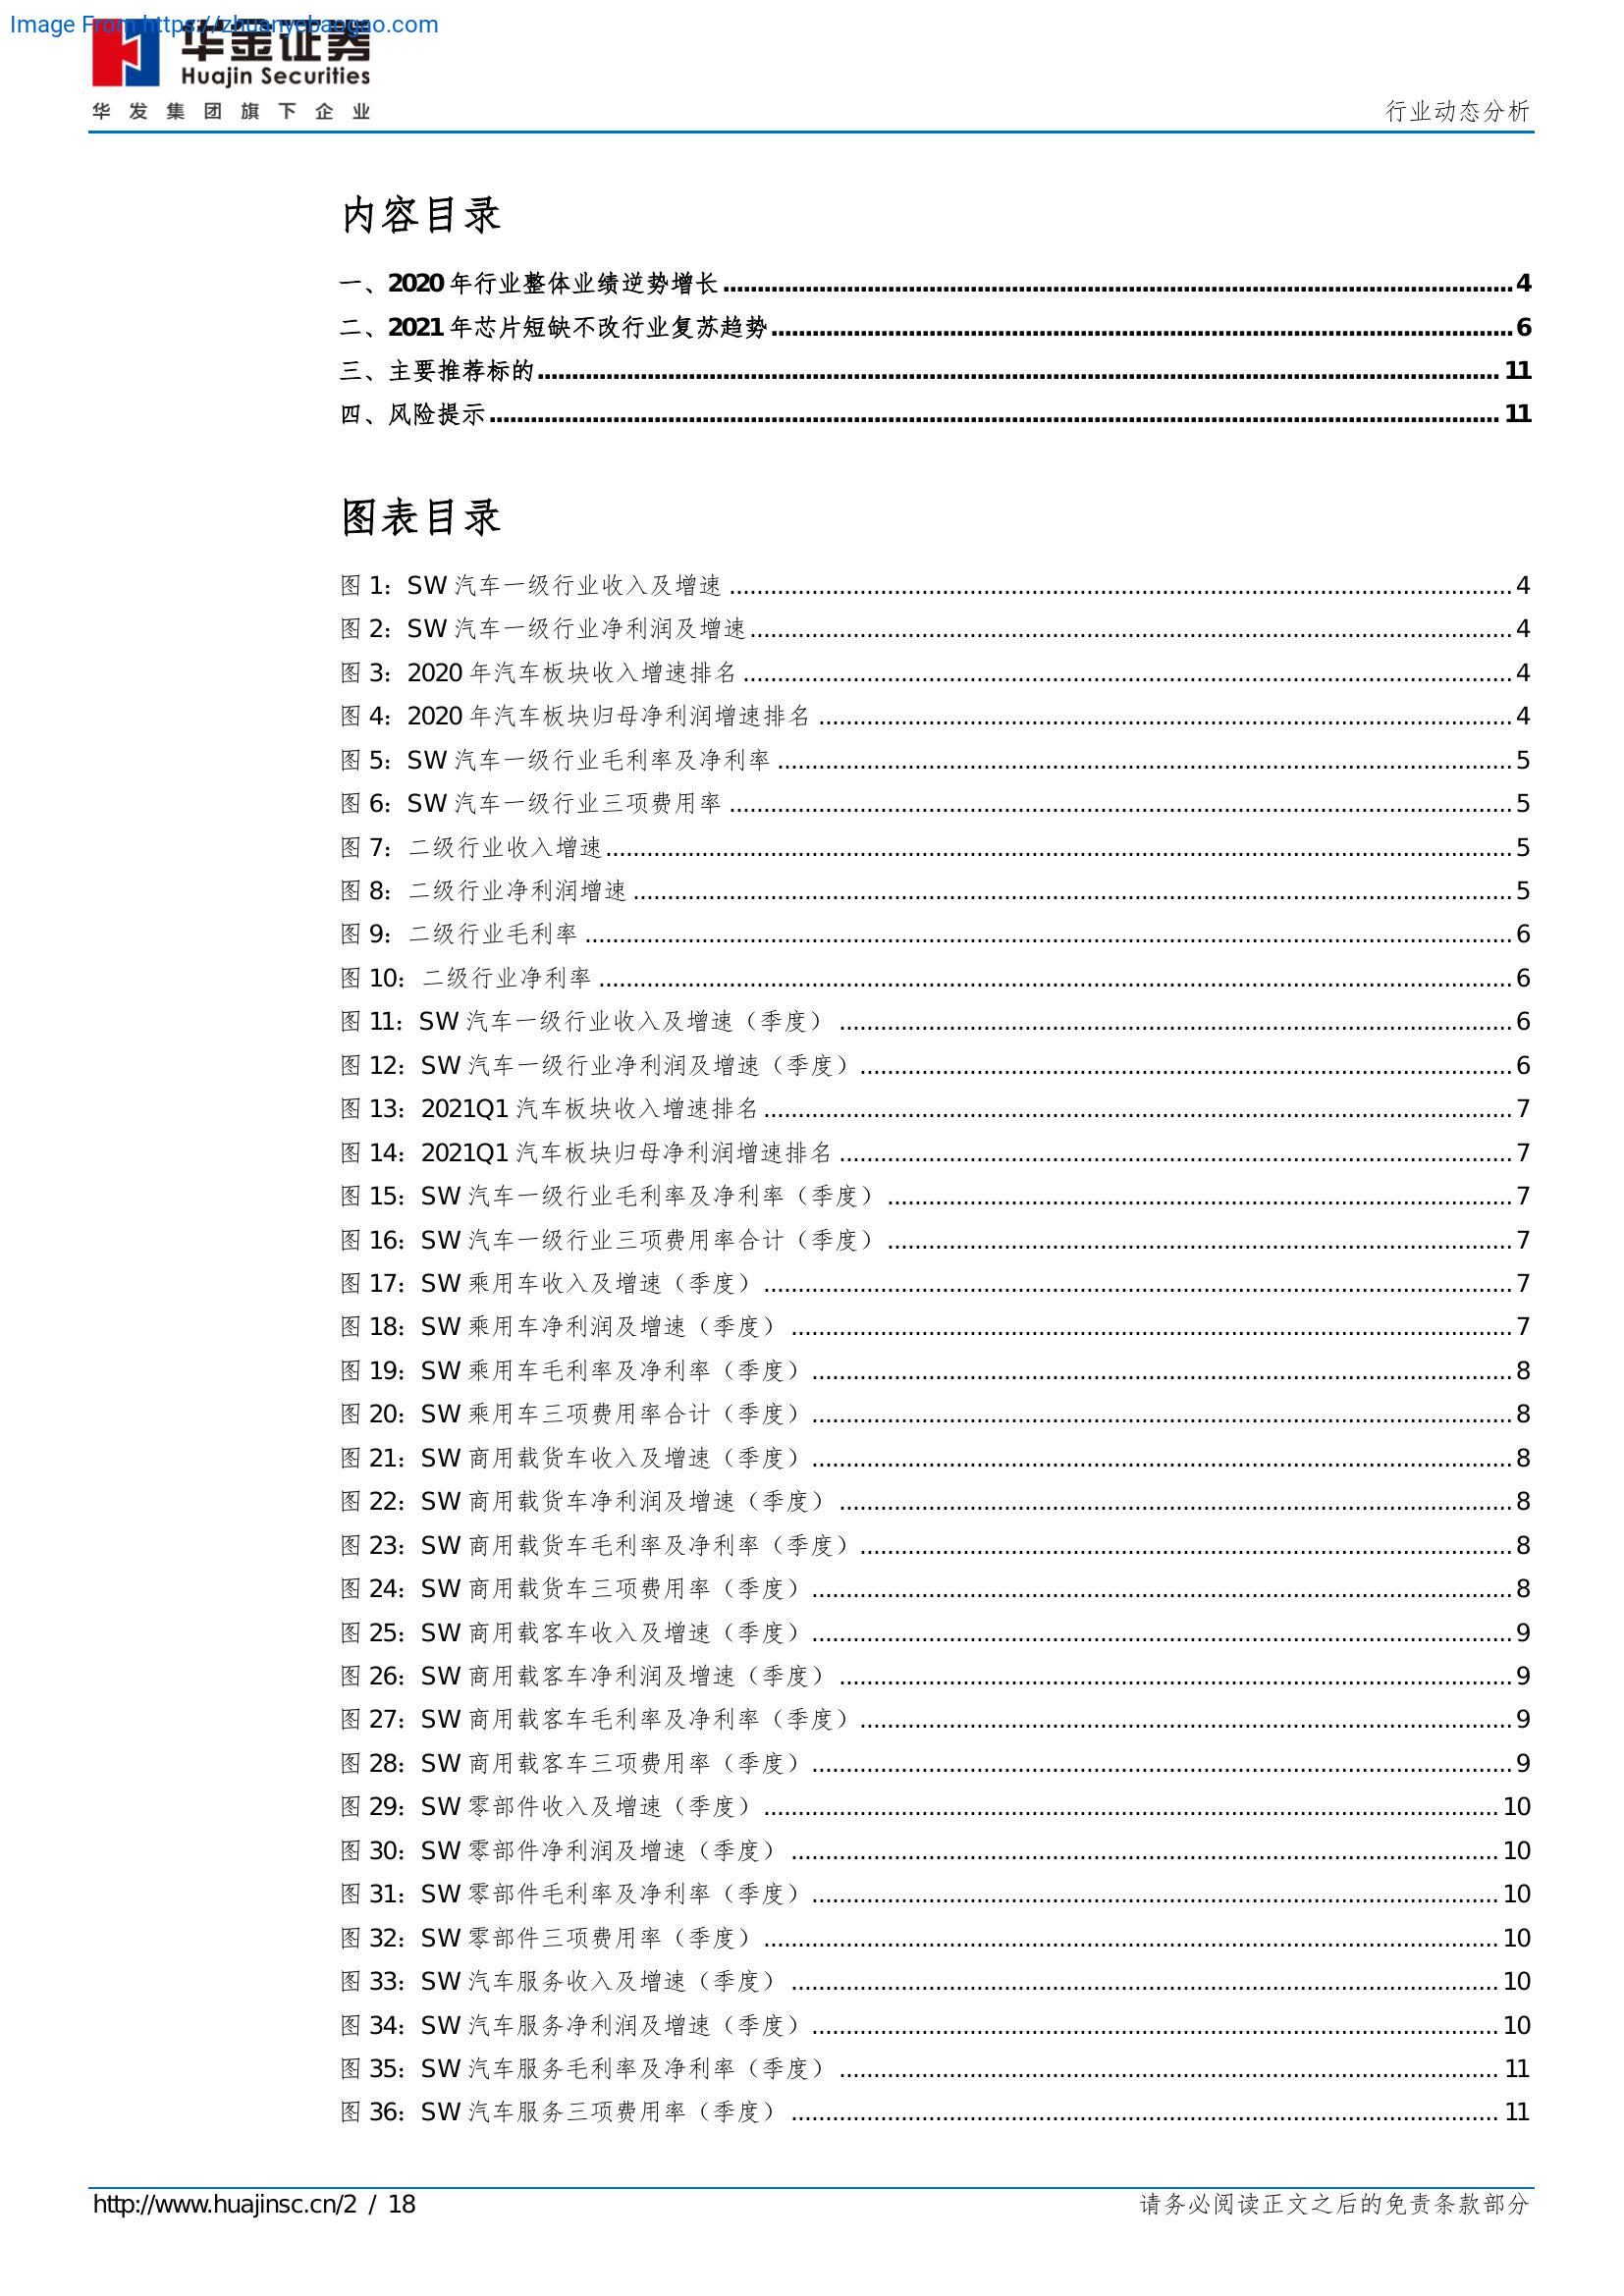 Image From https://zhuanyebaogao.com
华金证券
Huajin Securities
华发集团旗下企业
行业动态分析
内容目录
一、2020 年行业整体业绩逆势增长 4
二、2021 年芯片短缺不改行业复苏趋势 6
三、主要推荐标的 11
四、风险提示 11
图表目录
图 1：SW 汽车一级行业收入及增速 4
图 2：SW 汽车一级行业净利润及增速 4
图 3：2020 年汽车板块收入增速排名 4
图 4：2020 年汽车板块归母净利润增速排名 4
图 5：SW 汽车一级行业毛利率及净利率 5
图 6：SW 汽车一级行业三项费用率 5
图 7：二级行业收入增速 5
图 8：二级行业净利润增速 5
图 9：二级行业毛利率 6
图 10：二级行业净利率 6
图 11：SW 汽车一级行业收入及增速（季度） 6
图 12：SW 汽车一级行业净利润及增速（季度） 6
图 13：2021Q1 汽车板块收入增速排名 7
图 14：2021Q1 汽车板块归母净利润增速排名 7
图 15：SW 汽车一级行业毛利率及净利率（季度） 7
图 16：SW 汽车一级行业三项费用率合计（季度） 7
图 17：SW 乘用车收入及增速（季度） 7
图 18：SW 乘用车净利润及增速（季度） 7
图 19：SW 乘用车毛利率及净利率（季度） 8
图 20：SW 乘用车三项费用率合计（季度） 8
图 21：SW 商用载货车收入及增速（季度） 8
图 22：SW 商用载货车净利润及增速（季度） 8
图 23：SW 商用载货车毛利率及净利率（季度） 8
图 24：SW 商用载货车三项费用率（季度） 8
图 25：SW 商用载客车收入及增速（季度） 9
图 26：SW 商用载客车净利润及增速（季度） 9
图 27：SW 商用载客车毛利率及净利率（季度） 9
图 28：SW 商用载客车三项费用率（季度） 9
图 29：SW 零部件收入及增速（季度） 10
图 30：SW 零部件净利润及增速（季度） 10
图 31：SW 零部件毛利率及净利率（季度） 10
图 32：SW 零部件三项费用率（季度） 10
图 33：SW 汽车服务收入及增速（季度） 10
图 34：SW 汽车服务净利润及增速（季度） 10
图 35：SW 汽车服务毛利率及净利率（季度） 11
图 36：SW 汽车服务三项费用率（季度） 11
http://www.huajinsc.cn/2 / 18
请务必阅读正文之后的免责条款部分